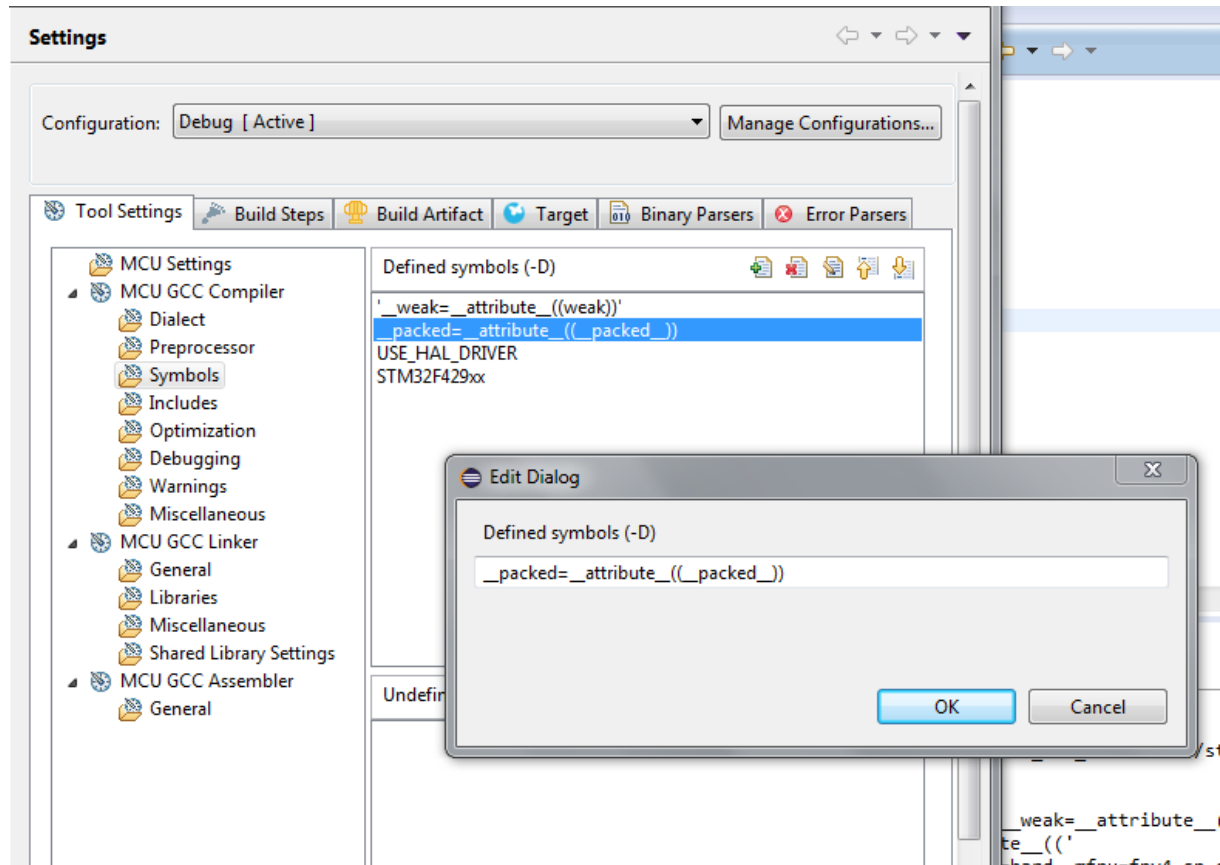 Settings
Configuration: Debug [ Active ] Manage Configurations...
Tool Settings Build Steps Build Artifact Target Binary Parsers Error Parsers
MCU Settings
MCU GCC Compiler
Dialect
Preprocessor
Symbols
Includes
Optimization
Debugging
Warnings
Miscellaneous
MCU GCC Linker
General
Libraries
Miscellaneous
Shared Library Settings
MCU GCC Assembler
General
Defined symbols (-D)
'__weak=__attribute__((weak))'
__packed=__attribute__((__packed__))
USE_HAL_DRIVER
STM32F429xx
Undefin
Edit Dialog
Defined symbols (-D)
__packed=__attribute__((__packed__))
OK Cancel
/st
__weak=__attribute__(
te__(('